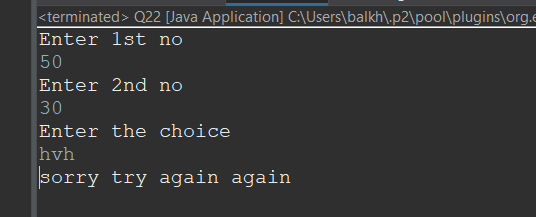 <terminated> Q22 [Java Application] C:\Users\balkh\.p2\pool\plugins\org.e
Enter 1st no
50
Enter 2nd no
30
Enter the choice
hvh
sorry try again again